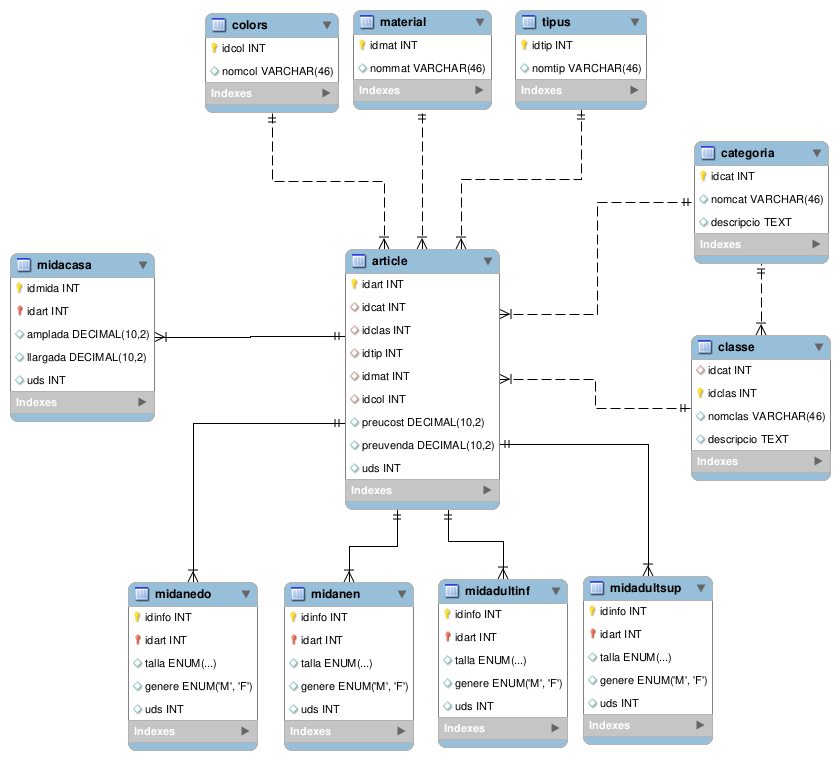 colors
idcol INT
nomcol VARCHAR(46)
Indexes
material
idmat INT
nommat VARCHAR(46)
Indexes
tipus
idtip INT
nomtip VARCHAR(46)
Indexes
categoria
idcat INT
nomcat VARCHAR(46)
descripcio TEXT
Indexes
midacasa
idmida INT
idart INT
amplada DECIMAL(10,2)
llargada DECIMAL(10,2)
uds INT
Indexes
article
idart INT
idcat INT
idclas INT
idtip INT
idmat INT
idcol INT
preucost DECIMAL(10,2)
preuvenda DECIMAL(10,2)
uds INT
Indexes
classe
idcat INT
idclas INT
nomclas VARCHAR(46)
descripcio TEXT
Indexes
midanedo
idinfo INT
idart INT
talla ENUM(...)
genere ENUM('M', 'F')
uds INT
Indexes
midanen
idinfo INT
idart INT
talla ENUM(...)
genere ENUM('M', 'F')
uds INT
Indexes
midadultinf
idinfo INT
idart INT
talla ENUM(...)
genere ENUM('M', 'F')
uds INT
Indexes
midadultsup
idinfo INT
idart INT
talla ENUM(...)
genere ENUM('M', 'F')
uds INT
Indexes